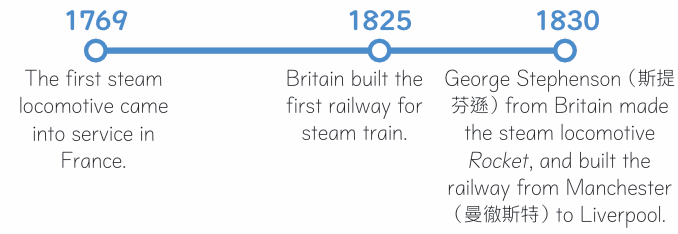 1769
The first steam
locomotive came
into service in
France.
1825
Britain built the
first railway for
steam train.
1830
George Stephenson（斯提
芬遜）from Britain made
the steam locomotive
Rocket, and built the
railway from Manchester
（曼徹斯特）to Liverpool.